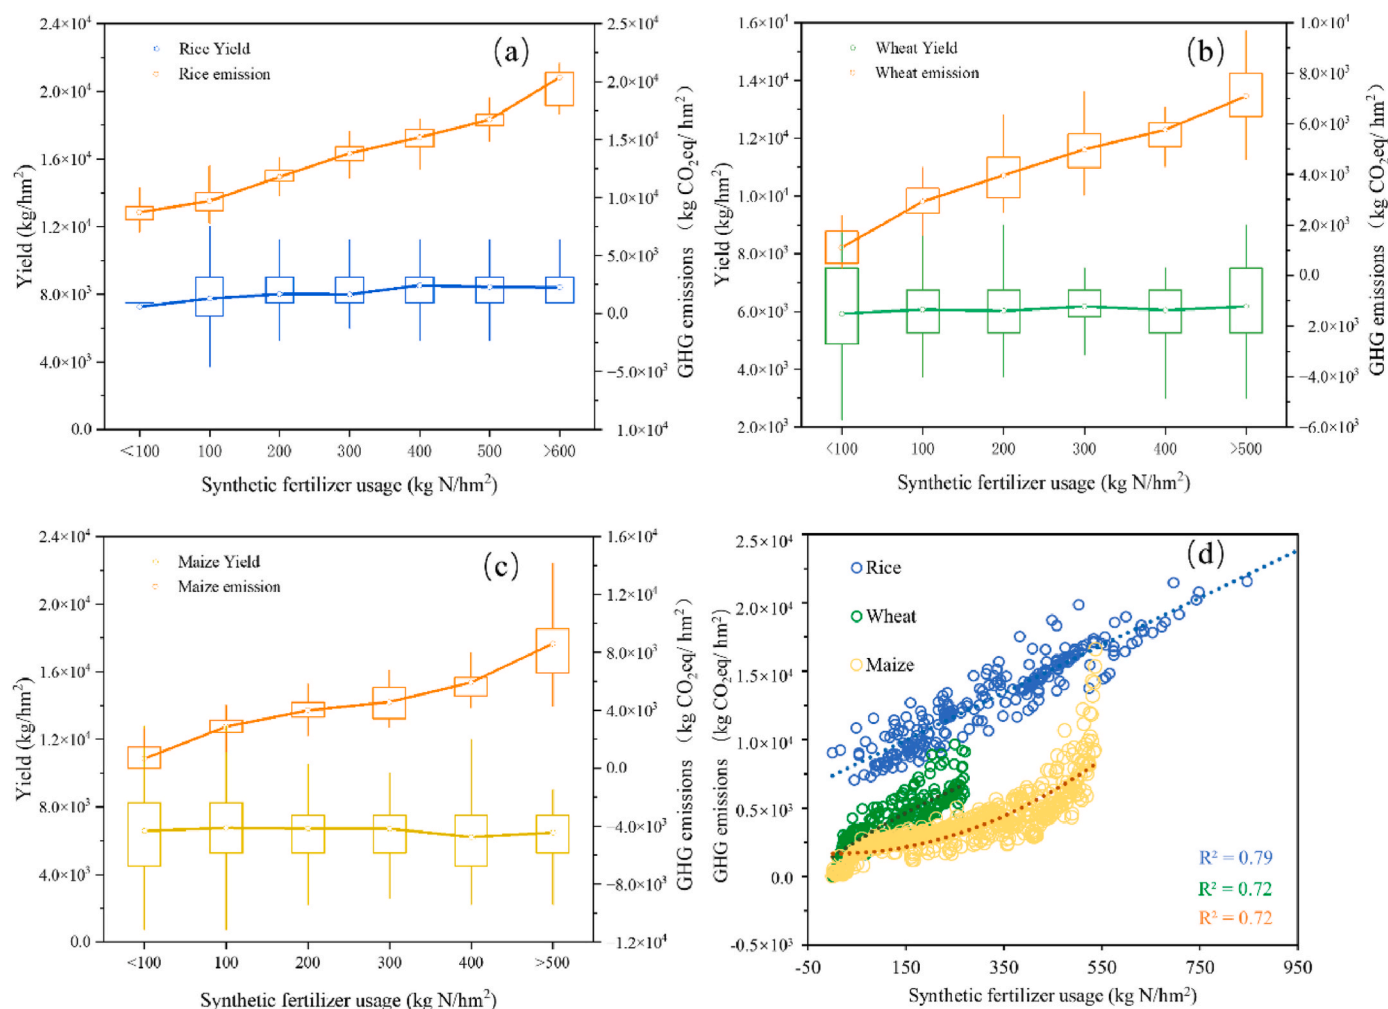 Rice Yield
Rice emission
(a)
2.4×10⁴
2.0×10⁴
1.6×10⁴
1.2×10⁴
8.0×10³
4.0×10³
0.0
Yield (kg/hm²)
2.5×10⁴
2.0×10⁴
1.5×10⁴
1.0×10⁴
5.0×10³
0.0
−5.0×10³
1.0×10⁴
GHG emissions (kg CO₂eq/ hm²)
<100 100 200 300 400 500 >600
Synthetic fertilizer usage (kg N/hm²)
Wheat Yield
Wheat emission
(b)
1.6×10⁴
1.4×10⁴
1.2×10⁴
1.0×10⁴
8.0×10³
6.0×10³
4.0×10³
2.0×10³
Yield (kg/hm²)
1.0×10⁴
8.0×10³
6.0×10³
4.0×10³
2.0×10³
0.0
−2.0×10³
−4.0×10³
−6.0×10³
GHG emissions (kg CO₂eq/ hm²)
<100 100 200 300 400 >500
Synthetic fertilizer usage (kg N/hm²)
Maize Yield
Maize emission
(c)
2.4×10⁴
2.0×10⁴
1.6×10⁴
1.2×10⁴
8.0×10³
4.0×10³
0.0
Yield (kg/hm²)
1.6×10⁴
1.2×10⁴
8.0×10³
4.0×10³
0.0
−4.0×10³
−8.0×10³
−1.2×10⁴
GHG emissions (kg CO₂eq/ hm²)
<100 100 200 300 400 >500
Synthetic fertilizer usage (kg N/hm²)
(d)
Rice
Wheat
Maize
2.5×10⁴
2.0×10⁴
1.5×10⁴
1.0×10⁴
0.5×10³
0.0
-0.5×10³
GHG emissions (kg CO₂eq/ hm²)
R² = 0.79
R² = 0.72
R² = 0.72
-50 150 350 550 750 950
Synthetic fertilizer usage (kg N/hm²)